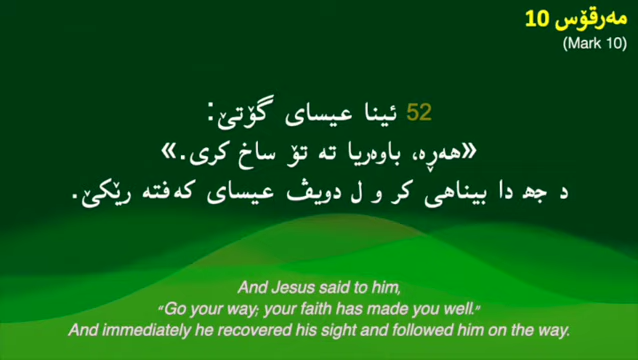 مەرقۆس 10
(Mark 10)
52 ئینا عیسای گۆتێ:
«هەڕە، باوەریا تە تۆ ساخ کری.»
د جهـ دا بیناهی کر و ل دویڤ عیسای کەفتە رێکێ.
And Jesus said to him,
“Go your way; your faith has made you well.”
And immediately he recovered his sight and followed him on the way.